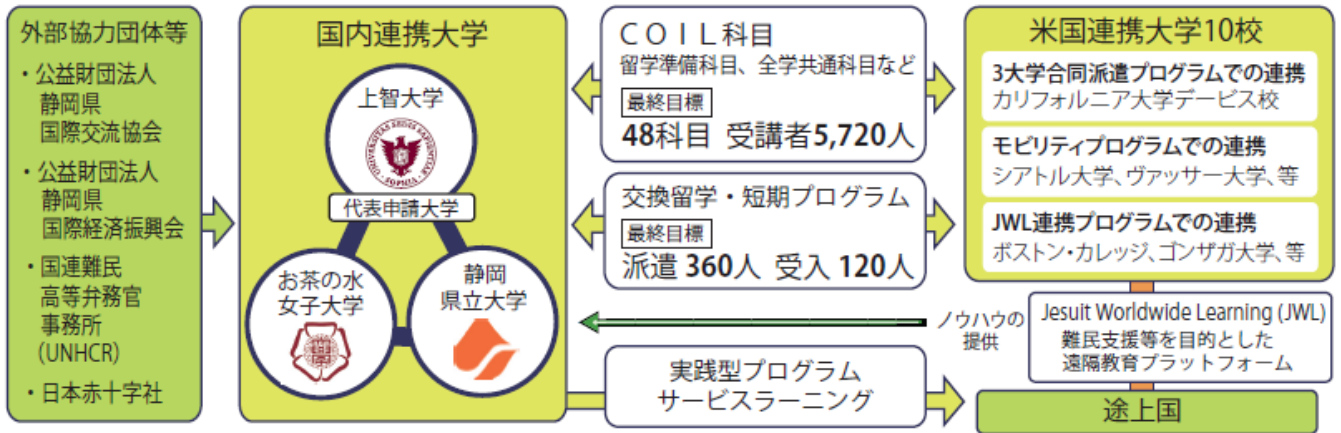 外部協力団体等
・公益財団法人
静岡県
国際交流協会
・公益財団法人
静岡県
国際経済振興会
・国連難民
高等弁務官
事務所
(UNHCR)
・日本赤十字社
国内連携大学
上智大学
SOPHIA
代表申請大学
お茶の水
女子大学
静岡
県立大学
ＣＯＩＬ科目
留学準備科目、全学共通科目など
最終目標
48科目 受講者5,720人
交換留学・短期プログラム
最終目標
派遣 360人 受入 120人
ノウハウの
提供
実践型プログラム
サービスラーニング
米国連携大学10校
3大学合同派遣プログラムでの連携
カリフォルニア大学デービス校
モビリティプログラムでの連携
シアトル大学、ヴァッサー大学、等
JWL連携プログラムでの連携
ボストン・カレッジ、ゴンザガ大学、等
Jesuit Worldwide Learning (JWL)
難民支援等を目的とした
遠隔教育プラットフォーム
途上国